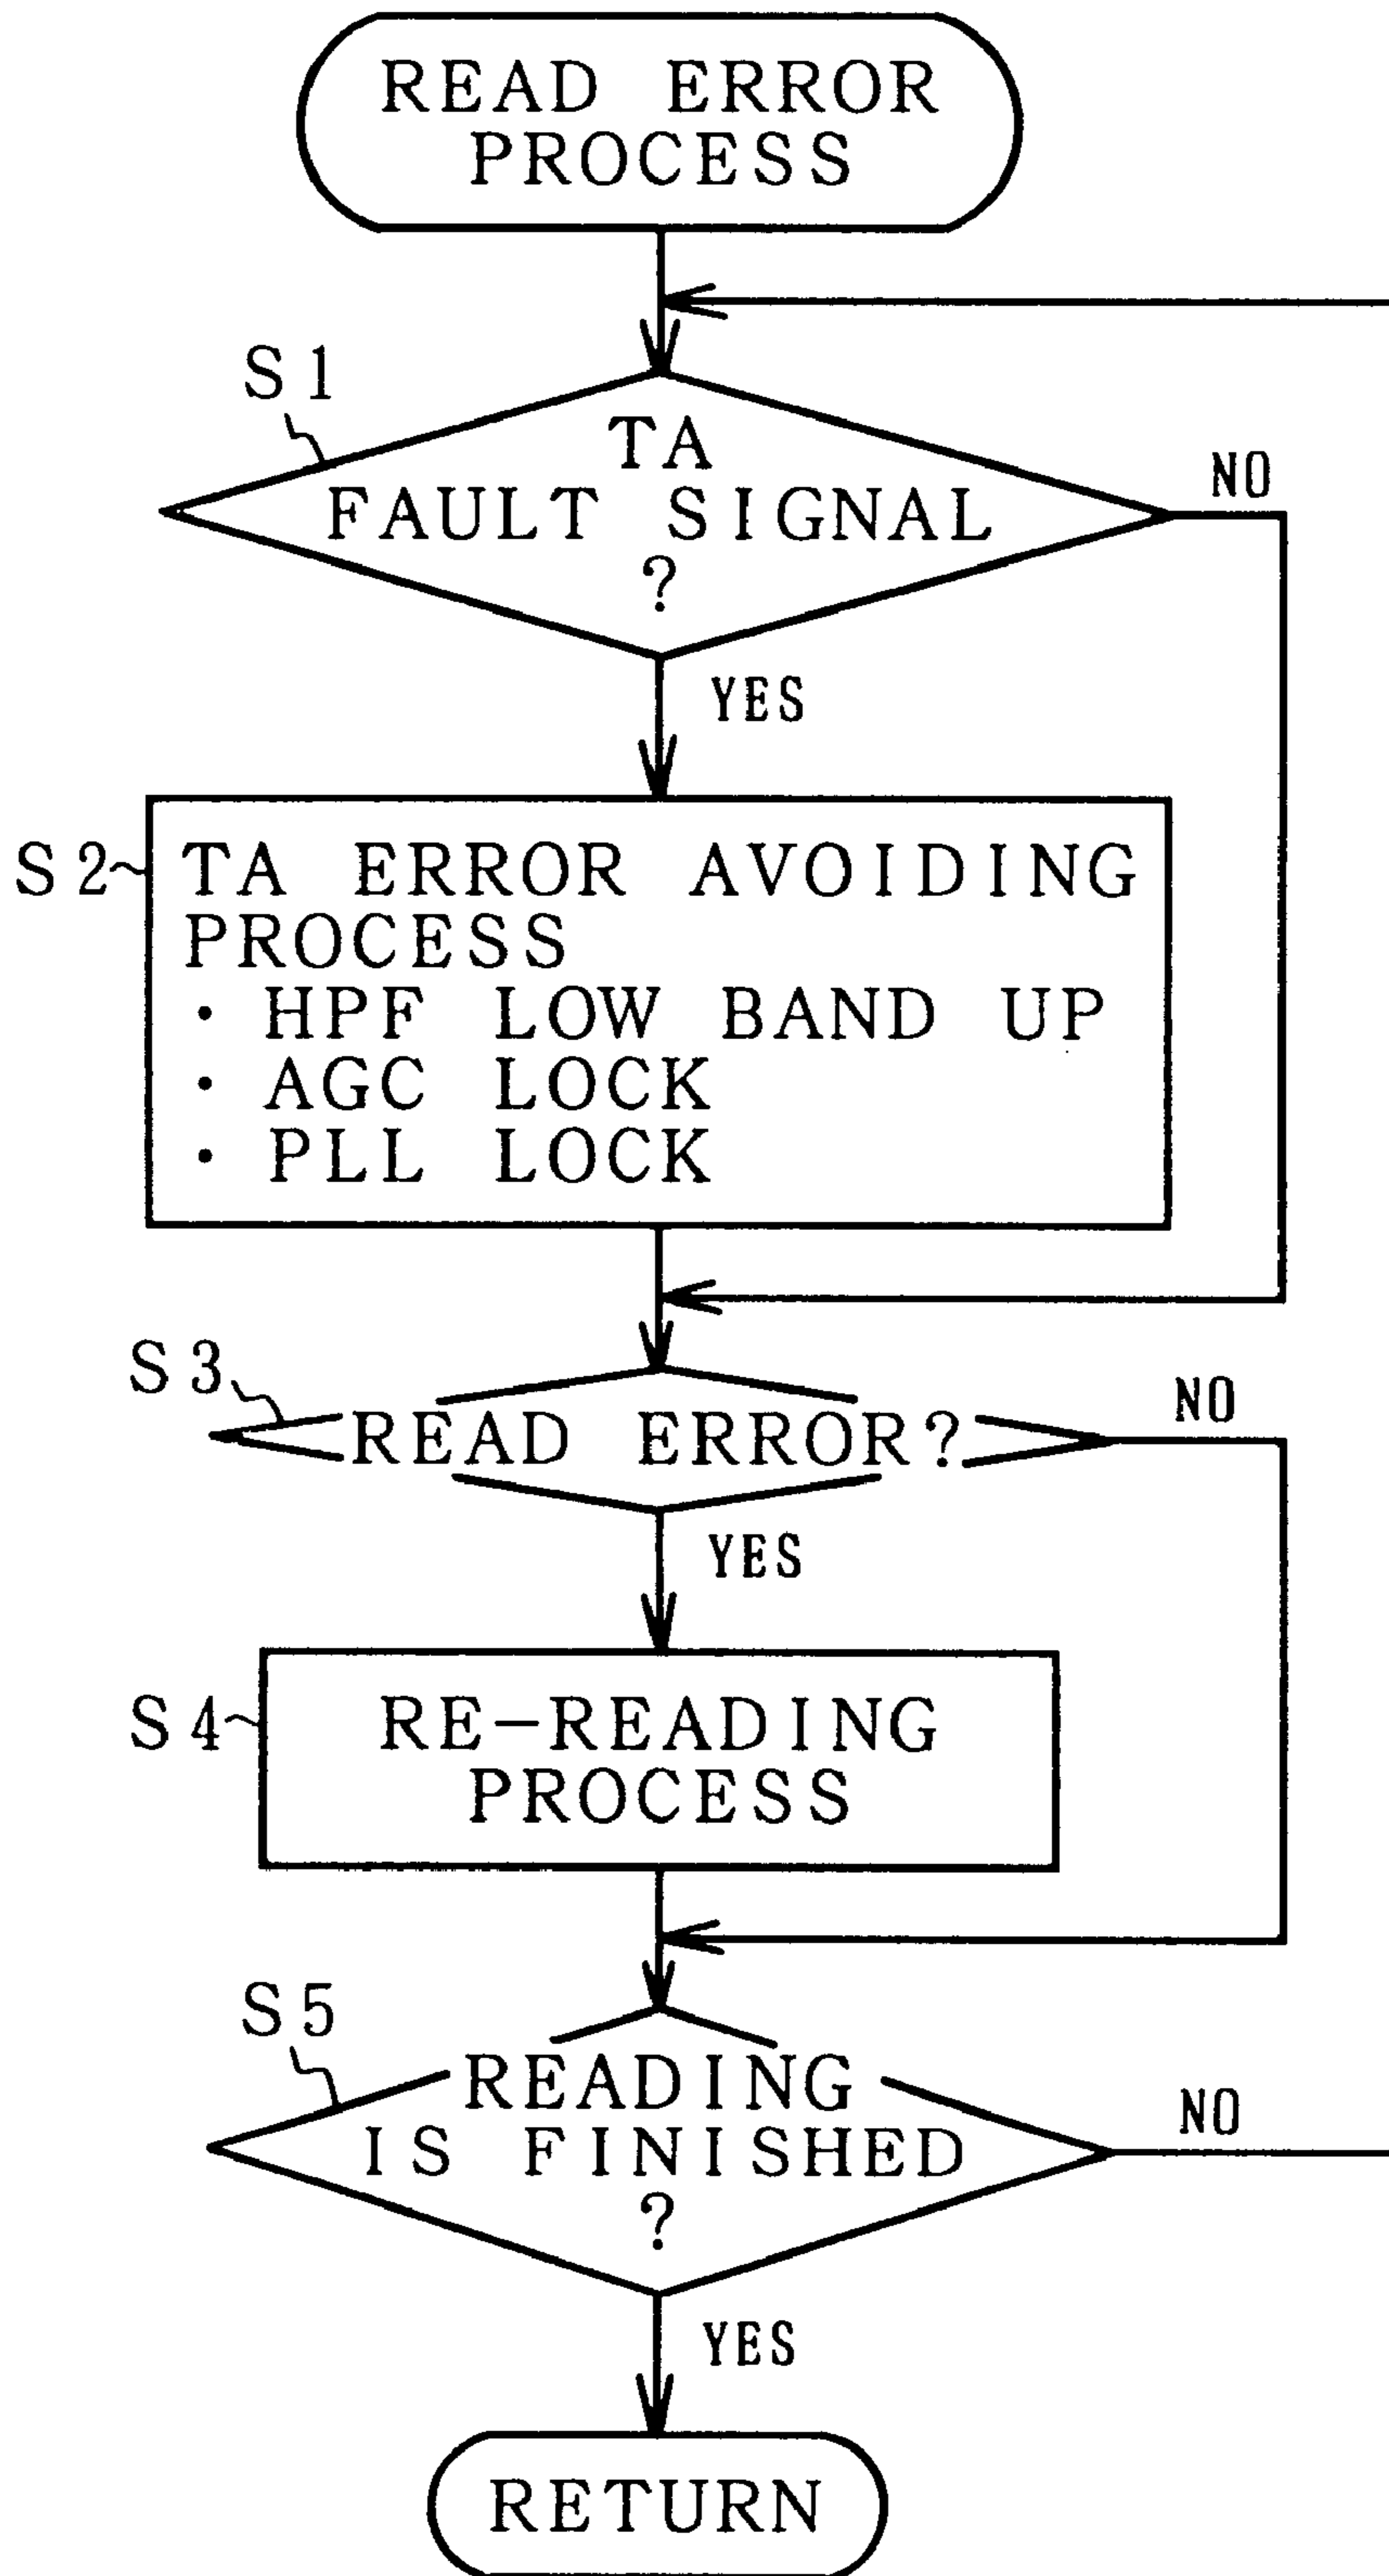 READ ERROR
PROCESS
S1
TA
FAULT SIGNAL
?
NO
YES
S2
TA ERROR AVOIDING
PROCESS
· HPF LOW BAND UP
· AGC LOCK
· PLL LOCK
S3
READ ERROR?
NO
YES
S4
RE-READING
PROCESS
S5
READING
IS FINISHED
?
NO
YES
RETURN